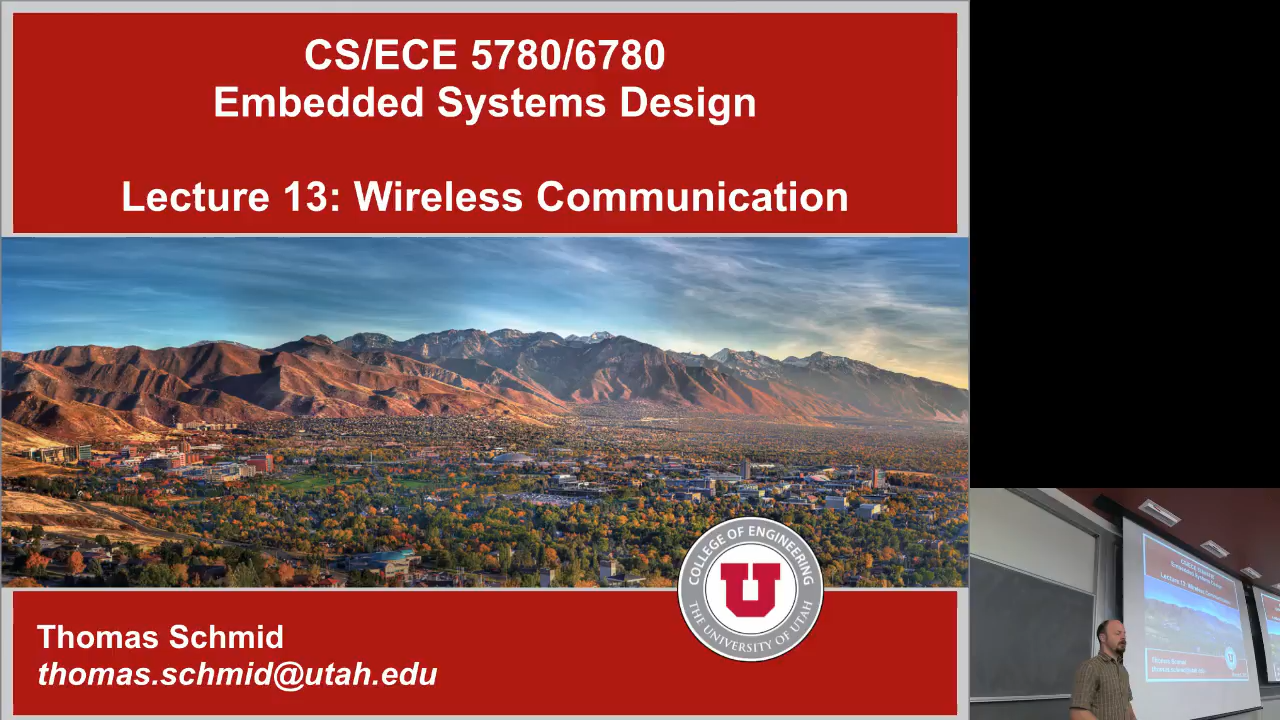 CS/ECE 5780/6780
Embedded Systems Design
Lecture 13: Wireless Communication
COLLEGE OF ENGINEERING
U
THE UNIVERSITY OF UTAH
Thomas Schmid
thomas.schmid@utah.edu